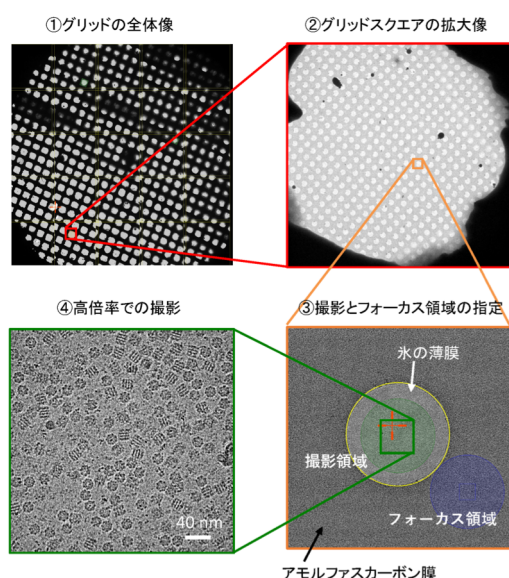 ①グリッドの全体像
②グリッドスクエアの拡大像
④高倍率での撮影
③撮影とフォーカス領域の指定
氷の薄膜
撮影領域
フォーカス領域
40 nm
アモルファスカーボン膜